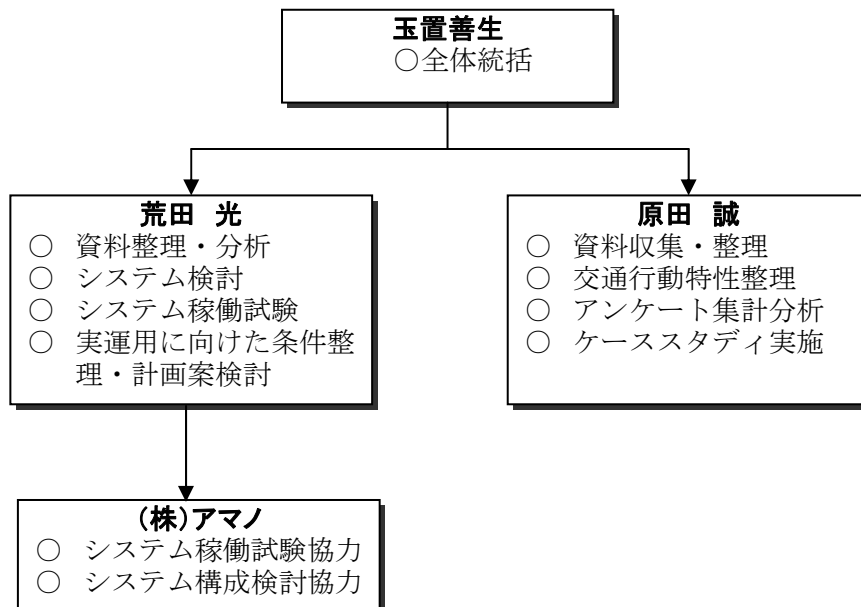 玉置善生
○全体統括
荒田 光
○ 資料整理・分析
○ システム検討
○ システム稼働試験
○ 実運用に向けた条件整
理・計画案検討
原田 誠
○ 資料収集・整理
○ 交通行動特性整理
○ アンケート集計分析
○ ケーススタディ実施
(株)アマノ
○ システム稼働試験協力
○ システム構成検討協力